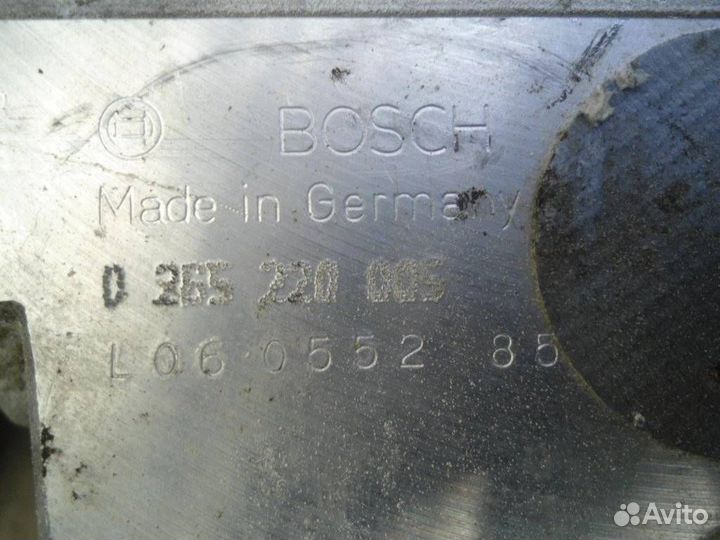 BOSCH
Made in Germany
0 265 220 005
L06 0552 85
Avito